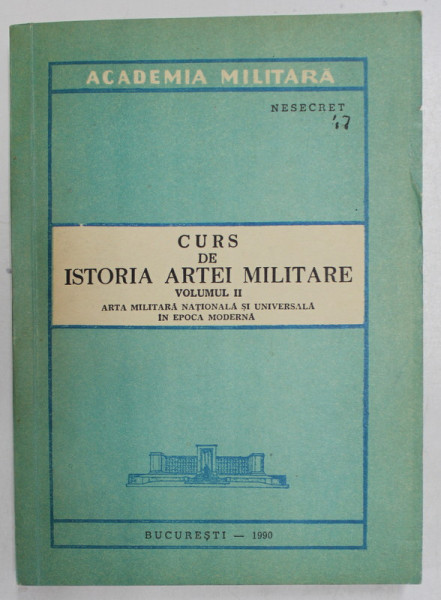 ACADEMIA MILITARĂ
NESECRET
'17
CURS
DE
ISTORIA ARTEI MILITARE
VOLUMUL II
ARTA MILITARĂ NAȚIONALĂ ȘI UNIVERSALĂ
ÎN EPOCA MODERNĂ
BUCUREȘTI — 1990